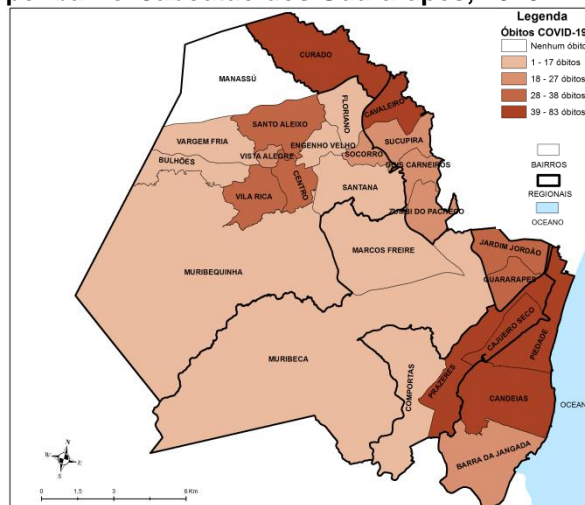 Legenda
Óbitos COVID-19
Nenhum óbito
1 - 17 óbitos
18 - 27 óbitos
28 - 38 óbitos
39 - 83 óbitos
BAIRROS
REGIONAIS
OCEANO
CURADO
MANASSÚ
FLORIANO
CAVALEIRO
SANTO ALEIXO
VARGEM FRIA
ENGENHO VELHO
SUCUPIRA
VISTA ALEGRE
SOCORRO
BULHÕES
DOIS CARNEIROS
VILA RICA
CENTRO
SANTANA
ZUMBI DO PACHECO
MARCOS FREIRE
JARDIM JORDÃO
MURIBEQUINHA
GUARARAPES
CAJUEIRO SECO
PIEDADE
MURIBECA
COMPORTAS
PRAZERES
CANDEIAS
OCEANO
BARRA DA JANGADA
N
W E
S
0 1,5 3 6 Km